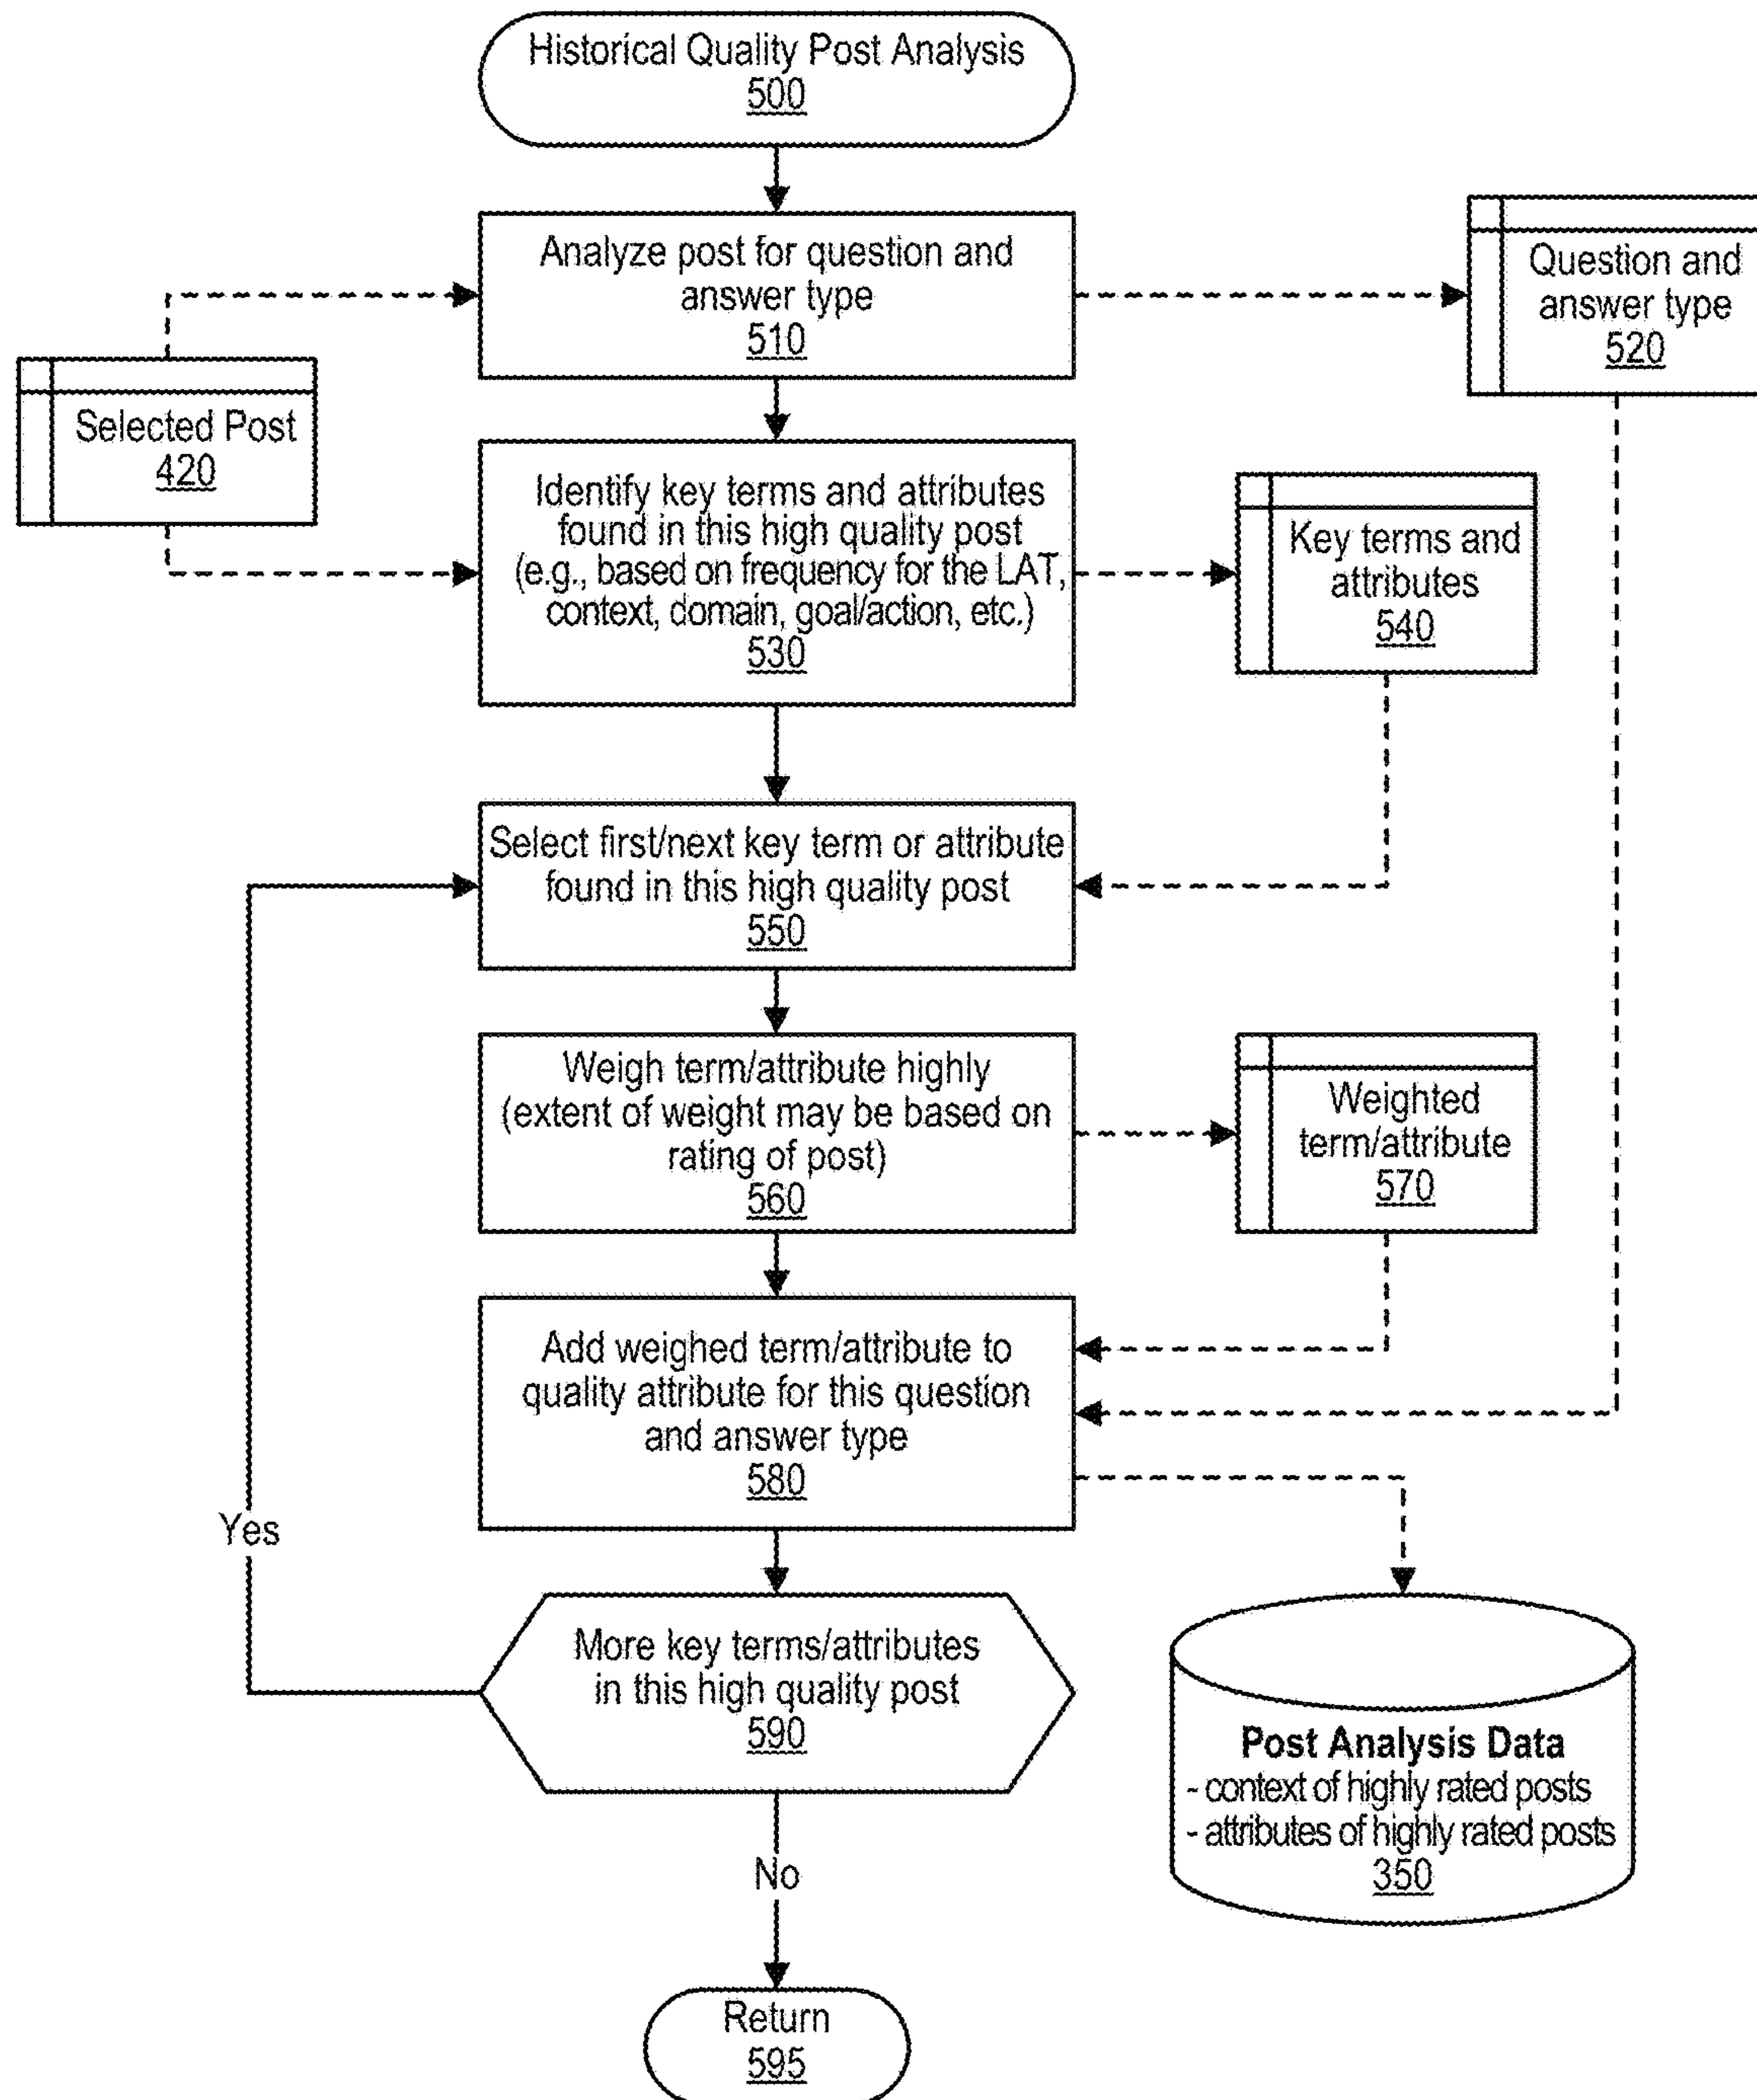 Historical Quality Post Analysis
500
Analyze post for question and
answer type
510
Question and
answer type
520
Selected Post
420
Identify key terms and attributes
found in this high quality post
(e.g., based on frequency for the LAT,
context, domain, goal/action, etc.)
530
Key terms and
attributes
540
Select first/next key term or attribute
found in this high quality post
550
Weigh term/attribute highly
(extent of weight may be based on
rating of post)
560
Weighted
term/attribute
570
Add weighed term/attribute to
quality attribute for this question
and answer type
580
Yes
More key terms/attributes
in this high quality post
590
Post Analysis Data
- context of highly rated posts
- attributes of highly rated posts
350
No
Return
595